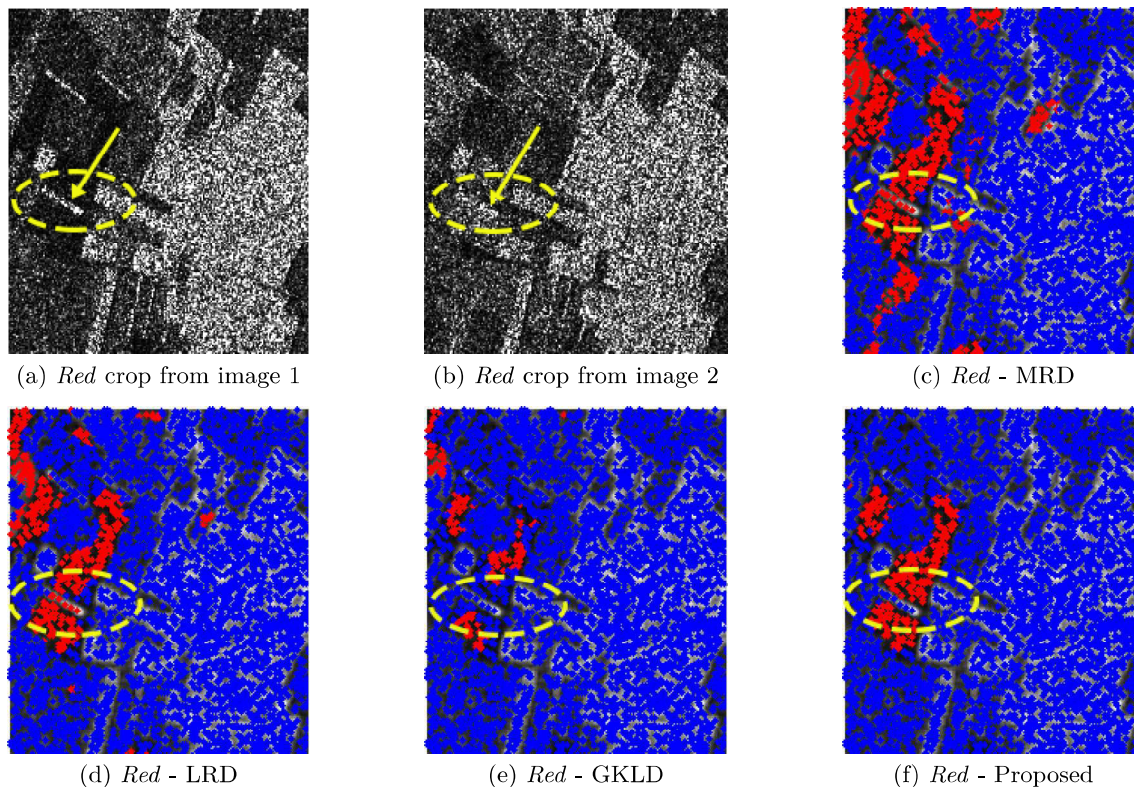 (a) Red crop from image 1
(b) Red crop from image 2
(c) Red - MRD
(d) Red - LRD
(e) Red - GKLD
(f) Red - Proposed